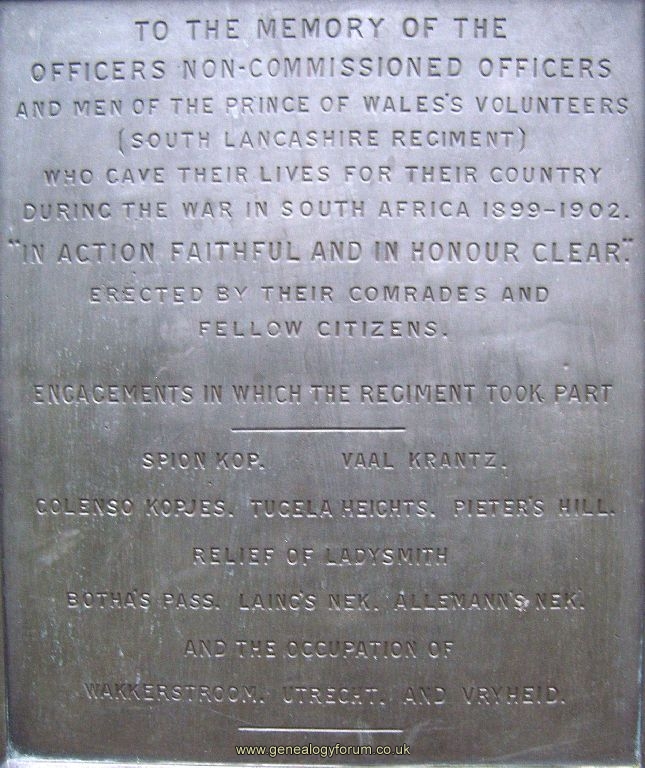 TO THE MEMORY OF THE
OFFICERS NON-COMMISSIONED OFFICERS
AND MEN OF THE PRINCE OF WALES'S VOLUNTEERS
(SOUTH LANCASHIRE REGIMENT)
WHO GAVE THEIR LIVES FOR THEIR COUNTRY
DURING THE WAR IN SOUTH AFRICA 1899-1902.
"IN ACTION FAITHFUL AND IN HONOUR CLEAR."
ERECTED BY THEIR COMRADES AND
FELLOW CITIZENS.
ENGAGEMENTS IN WHICH THE REGIMENT TOOK PART
SPION KOP. VAAL KRANTZ.
COLENSO KOPJES. TUGELA HEIGHTS. PIETER'S HILL.
RELIEF OF LADYSMITH
BOTHA'S PASS. LAING'S NEK. ALLEMANN'S NEK.
AND THE OCCUPATION OF
WAKKERSTROOM. UTRECHT. AND VRYHEID.
www.genealogyforum.co.uk